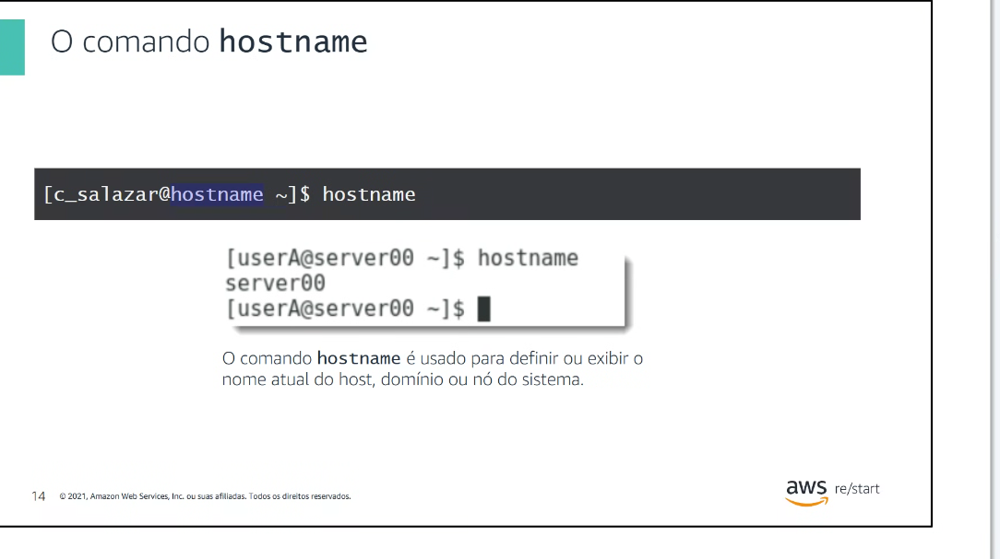 O comando hostname
[c_salazar@hostname ~]$ hostname
[userA@server00 ~]$ hostname
server00
[userA@server00 ~]$
O comando hostname é usado para definir ou exibir o
nome atual do host, domínio ou nó do sistema.
14 © 2021, Amazon Web Services, Inc. ou suas afiliadas. Todos os direitos reservados.
aws re/start